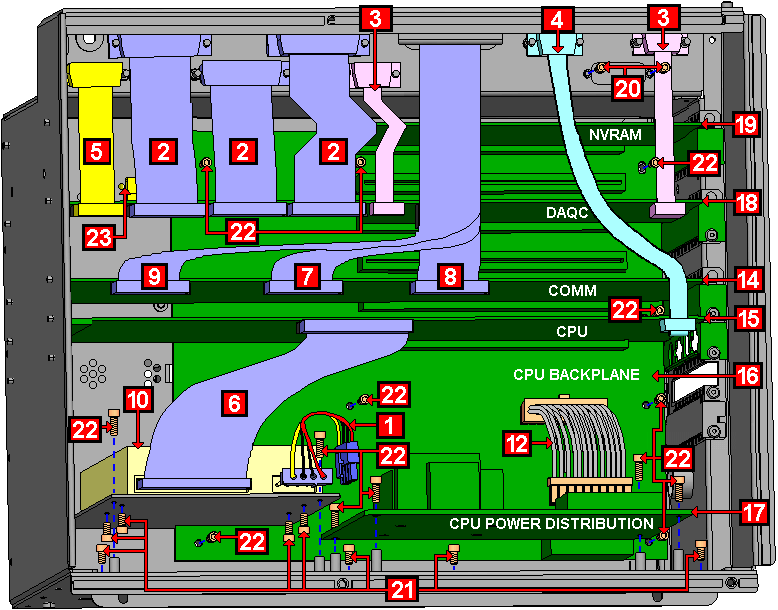 3 4 3
20
19
NVRAM
5 2 2 2
22
18
DAQC
23 22
9 7 8
14
COMM
22
15
CPU
CPU BACKPLANE
16
10 6 22
22 1
12
22 22
17
CPU POWER DISTRIBUTION
22
21